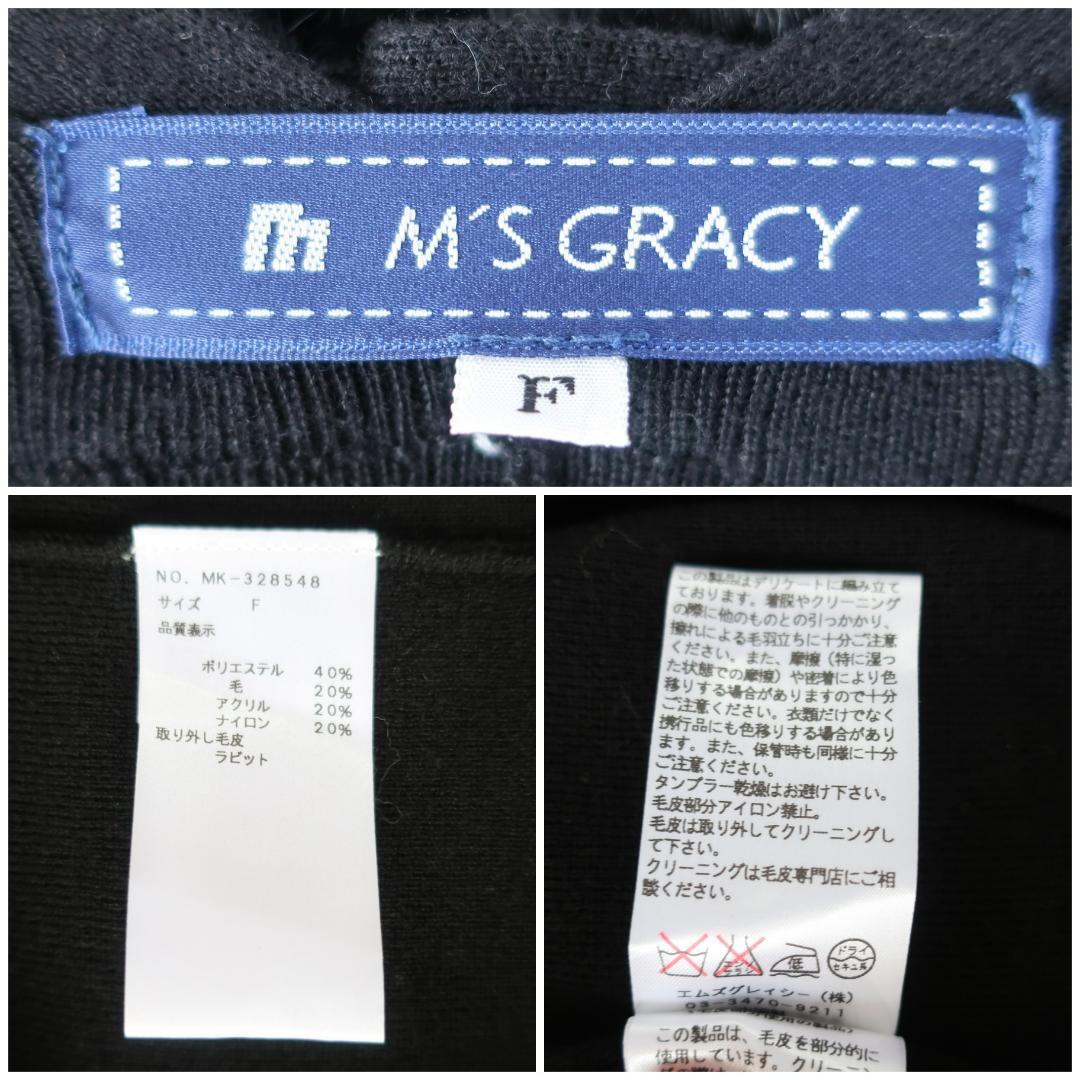 m M'S GRACY
F
NO. MK-328548
サイズ F
品質表示
ポリエステル 40%
毛 20%
アクリル 20%
ナイロン 20%
取り外し毛皮
ラビット
この製品はデリケートに編み立て
ております。着脱やクリーニング
の際に他のものとの引っかかり、
擦れによる毛羽立ちに十分ご注意
ください。また、摩擦(特に湿っ
た状態での摩擦)や密着により色
移りする場合がありますので十分
ご注意ください。衣類だけでなく
携行品にも色移りする場合があり
ます。また、保管時も同様に十分
ご注意ください。
タンブラー乾燥はお避け下さい。
毛皮部分アイロン禁止。
毛皮は取り外してクリーニングし
て下さい。
クリーニングは毛皮専門店にご相
談ください。
エンソ 低 ドライ
サラシ セキユ系
エムズグレイシー(株)
03-3470-9211
この製品は、毛皮を部分的に
使用しています。クリーニ